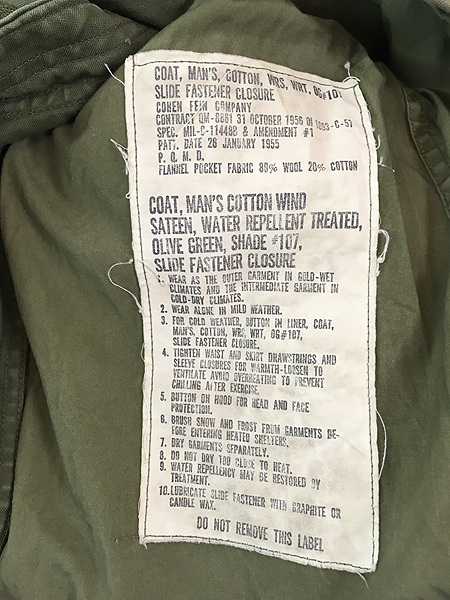 COAT, MAN'S, COTTON, WRS, WRT. OG#107
SLIDE FASTENER CLOSURE
COHEN FEIN COMPANY
CONTRACT QM-8861 31 OCTOBER 1956 OI
SPEC. MIL-C-11448B & AMENDMENT #1
PATT. DATE 26 JANUARY 1955
P. Q. M. D.
FLANNEL POCKET FABRIC 80% WOOL 20% COTTON
COAT, MAN'S COTTON WIND
SATEEN, WATER REPELLENT TREATED,
OLIVE GREEN, SHADE #107,
SLIDE FASTENER CLOSURE
1. WEAR AS THE OUTER GARMENT IN COLD-WET
CLIMATES AND THE INTERMEDIATE GARMENT IN
COLD-DRY CLIMATES.
2. WEAR ALONE IN MILD WEATHER.
3. FOR COLD WEATHER, BUTTON IN LINER, COAT,
MAN'S, COTTON, WRS, WRT, OG#107,
SLIDE FASTENER CLOSURE.
4. TIGHTEN WAIST AND SKIRT DRAWSTRINGS AND
SLEEVE CLOSURES FOR WARMTH-LOOSEN TO
VENTILATE AVOID OVERHEATING TO PREVENT
CHILLING AFTER EXERCISE.
5. BUTTON ON HOOD FOR HEAD AND FACE
PROTECTION.
6. BRUSH SNOW AND FROST FROM GARMENTS BE-
FORE ENTERING HEATED SHELTERS.
7. DRY GARMENTS SEPARATELY.
8. DO NOT DRY TOO CLOSE TO HEAT.
9. WATER REPELLENCY MAY BE RESTORED BY
TREATMENT.
10. LUBRICATE SLIDE FASTENER WITH GRAPHITE OR
CANDLE WAX.
DO NOT REMOVE THIS LABEL